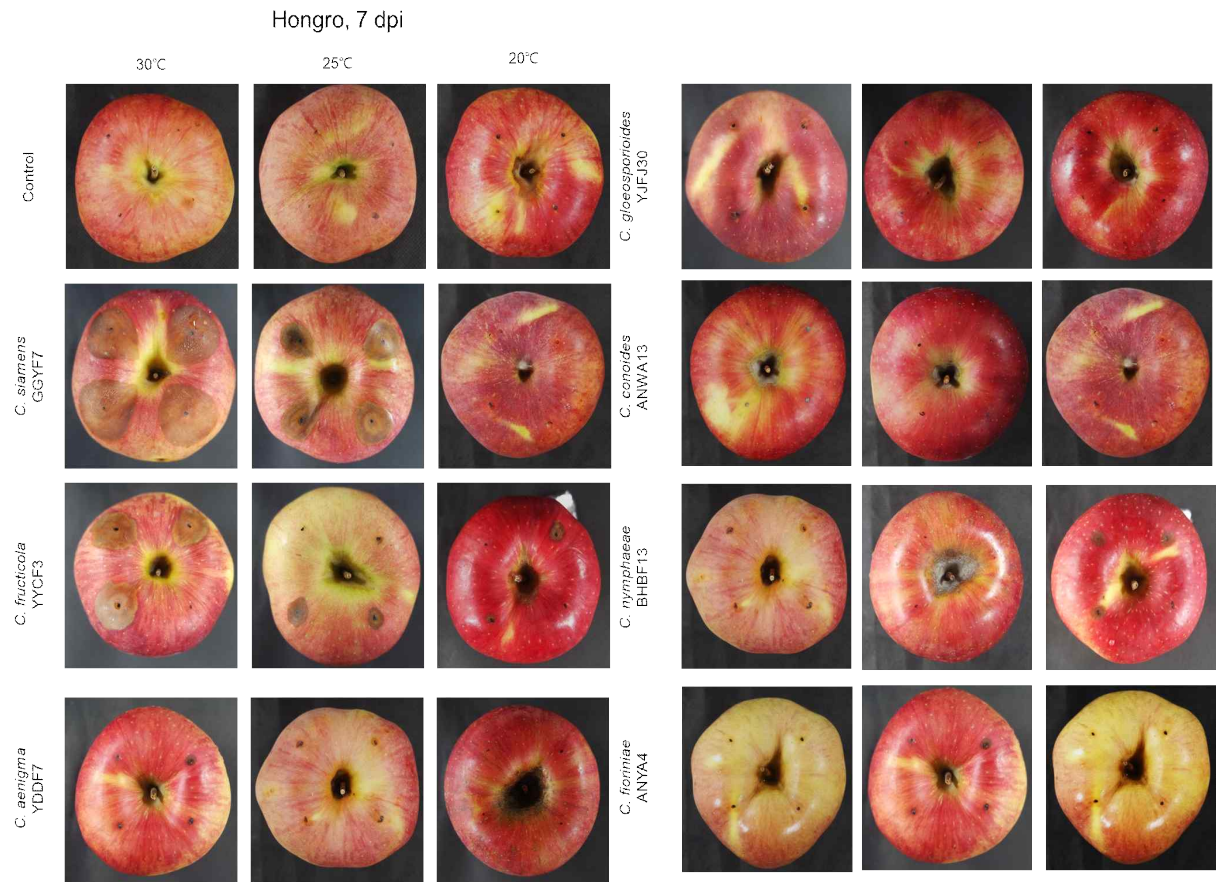 Hongro, 7 dpi
30℃
25℃
20℃
Control
C. siamens
GGYF7
C. fructicola
YYCF3
C. aenigma
YDDF7
C. gloeosporioides
YJFJ30
C. conoides
ANWA13
C. nymphaeae
BHBF13
C. fioriniae
ANYA4